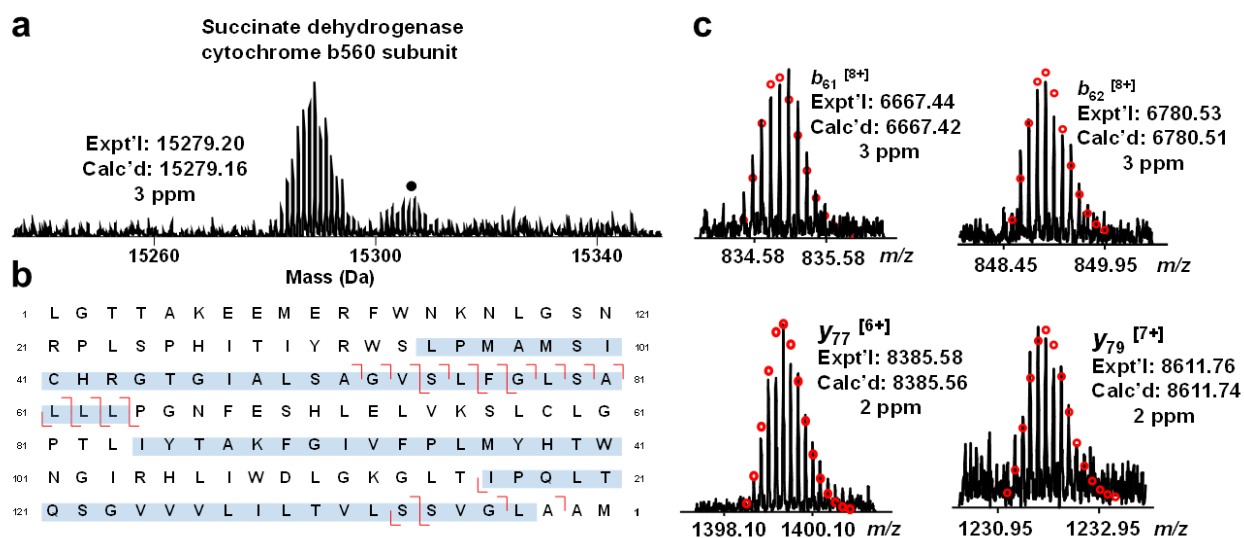 a
Succinate dehydrogenase
cytochrome b560 subunit
Expt'l: 15279.20
Calc'd: 15279.16
3 ppm
15260 15300 15340
Mass (Da)
b
1 L G T T A K E E M E R F W N K N L G S N 121
21 R P L S P H I T I Y R W S L P M A M S I 101
41 C H R G T G I A L S A G V S L F G L S A 81
61 L L L P G N F E S H L E L V K S L C L G 61
81 P T L I Y T A K F G I V F P L M Y H T W 41
101 N G I R H L I W D L G K G L T I P Q L T 21
121 Q S G V V V L I L T V L S S V G L A A M 1
c
b61 [8+]
Expt'l: 6667.44
Calc'd: 6667.42
3 ppm
834.58 835.58 m/z
b62 [8+]
Expt'l: 6780.53
Calc'd: 6780.51
3 ppm
848.45 849.95 m/z
y77 [6+]
Expt'l: 8385.58
Calc'd: 8385.56
2 ppm
1398.10 1400.10 m/z
y79 [7+]
Expt'l: 8611.76
Calc'd: 8611.74
2 ppm
1230.95 1232.95 m/z